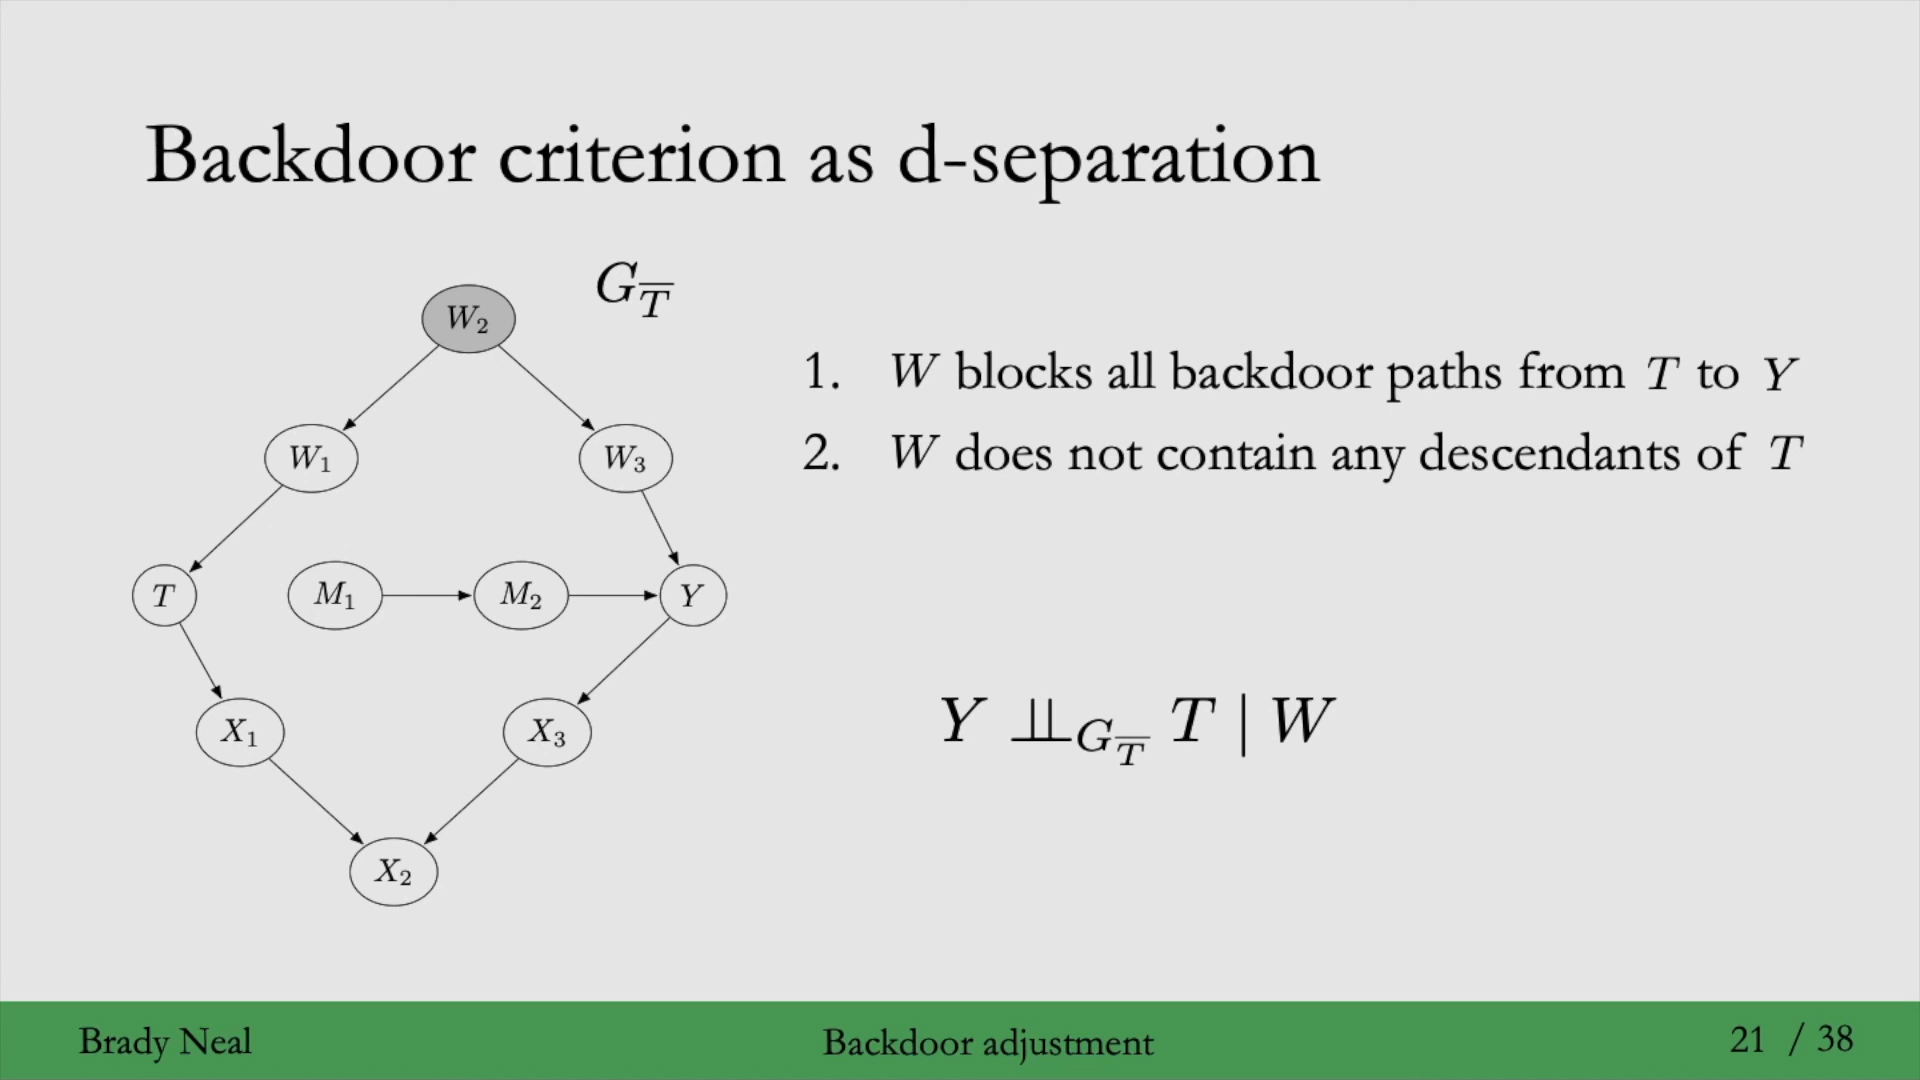 Backdoor criterion as d-separation
G_{\overline{T}}
W₂
W₁
W₃
T
M₁
M₂
Y
X₁
X₃
X₂
1. W blocks all backdoor paths from T to Y
2. W does not contain any descendants of T
Y ⫫_{G_{\overline{T}}} T | W
Brady Neal
Backdoor adjustment
21 / 38